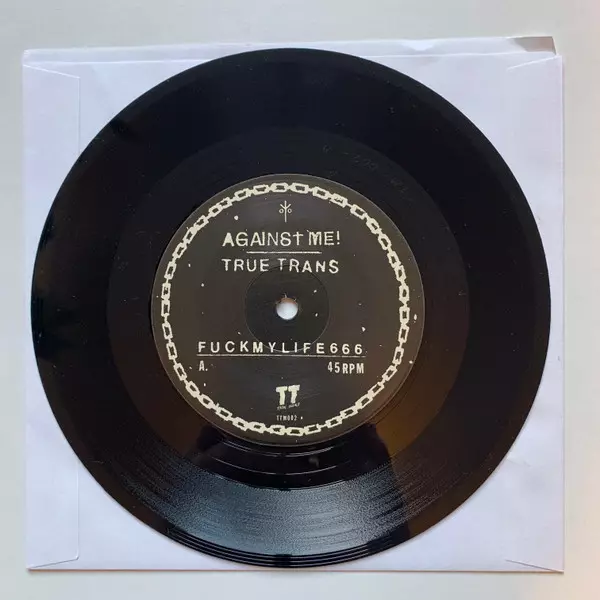 AGAINST ME!
TRUE TRANS
FUCKMYLIFE666
A. 45RPM
TT